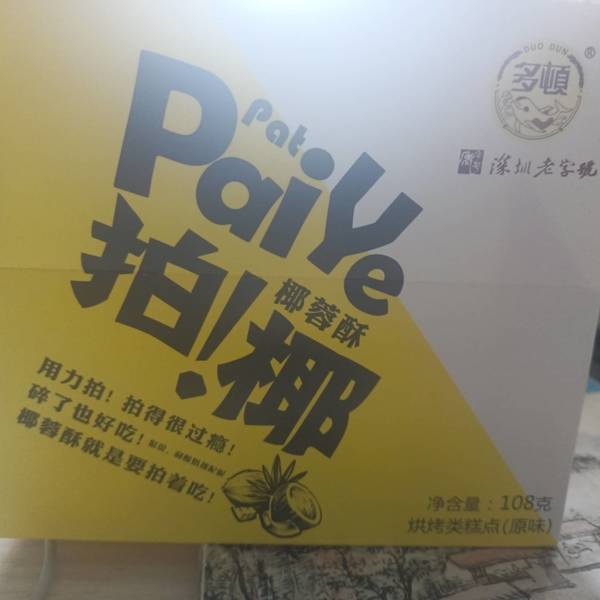 DUO DUN
®
多頓
深圳老字號
Pat
PaiYe
拍!椰
椰蓉酥
用力拍! 拍得很过瘾!
碎了也好吃!
椰蓉酥就是要拍着吃!
净含量：108克
烘烤类糕点(原味)